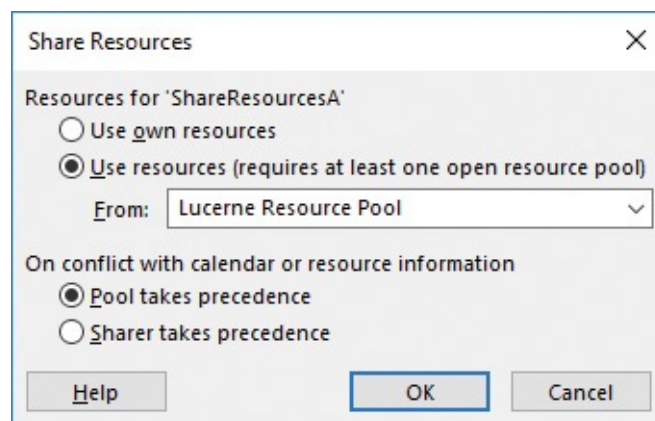 Share Resources
Resources for 'ShareResourcesA'
Use own resources
Use resources (requires at least one open resource pool)
From: Lucerne Resource Pool
On conflict with calendar or resource information
Pool takes precedence
Sharer takes precedence
Help OK Cancel